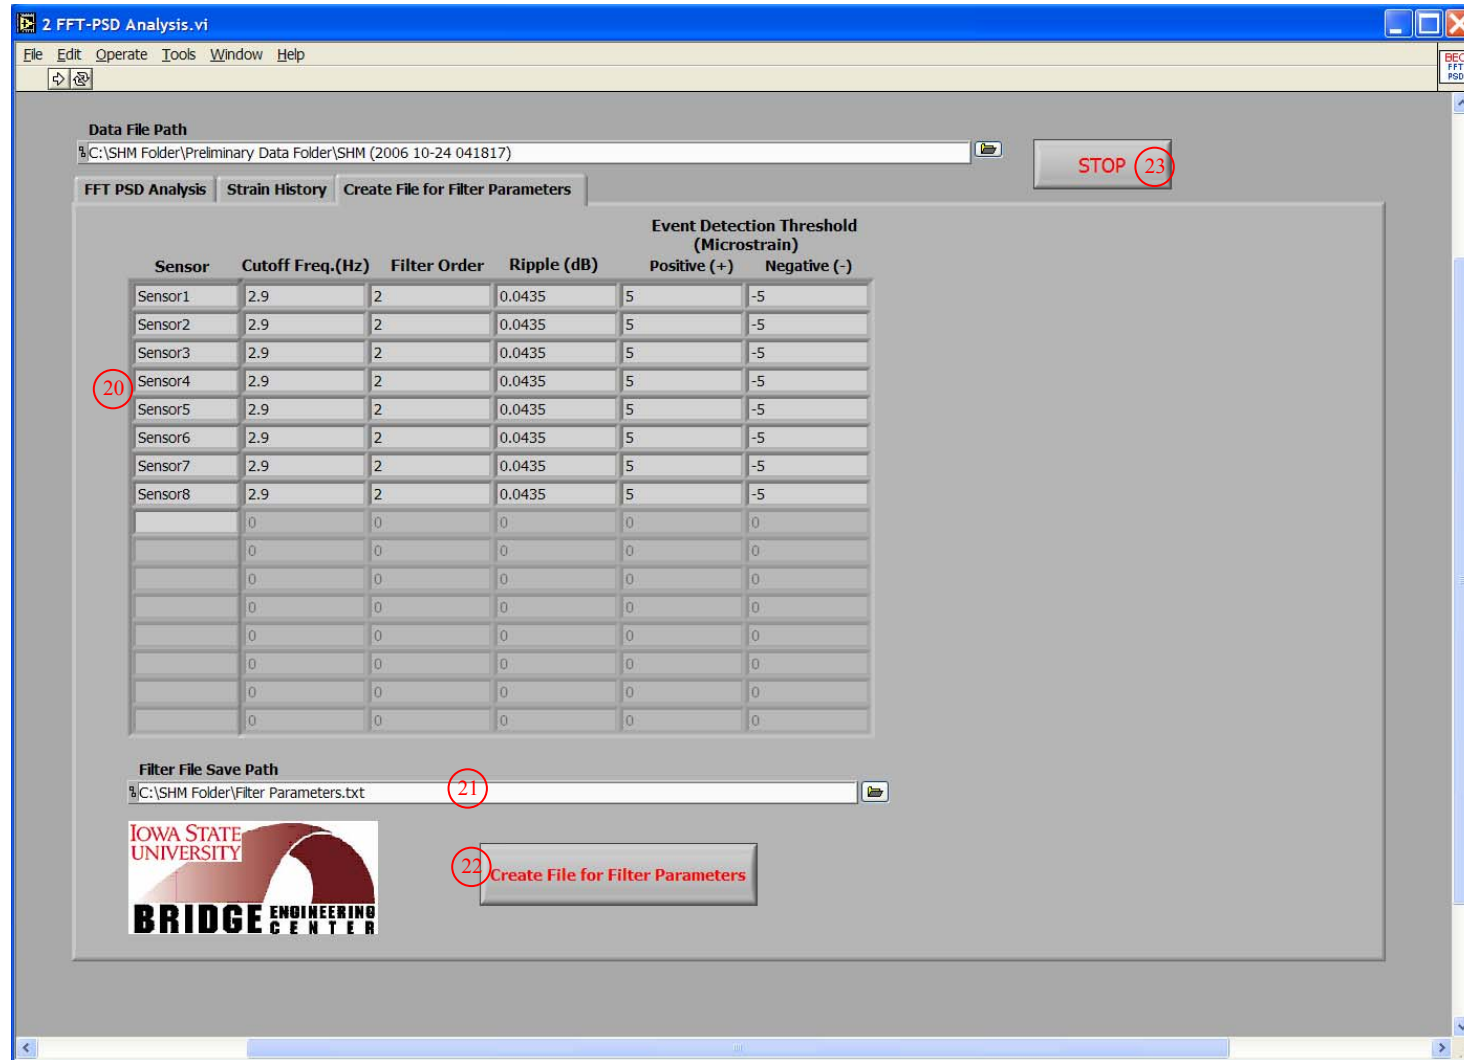 2 FFT-PSD Analysis.vi
File Edit Operate Tools Window Help
BEC
FFT
PSD
Data File Path
C:\SHM Folder\Preliminary Data Folder\SHM (2006 10-24 041817)
STOP 23
FFT PSD Analysis Strain History Create File for Filter Parameters
Event Detection Threshold
(Microstrain)
Sensor Cutoff Freq.(Hz) Filter Order Ripple (dB) Positive (+) Negative (-)
Sensor1 2.9 2 0.0435 5 -5
Sensor2 2.9 2 0.0435 5 -5
Sensor3 2.9 2 0.0435 5 -5
20 Sensor4 2.9 2 0.0435 5 -5
Sensor5 2.9 2 0.0435 5 -5
Sensor6 2.9 2 0.0435 5 -5
Sensor7 2.9 2 0.0435 5 -5
Sensor8 2.9 2 0.0435 5 -5
0 0 0 0 0
0 0 0 0 0
0 0 0 0 0
0 0 0 0 0
0 0 0 0 0
0 0 0 0 0
0 0 0 0 0
0 0 0 0 0
Filter File Save Path
C:\SHM Folder\Filter Parameters.txt 21
IOWA STATE
UNIVERSITY
BRIDGE ENGINEERING
CENTER
22 Create File for Filter Parameters